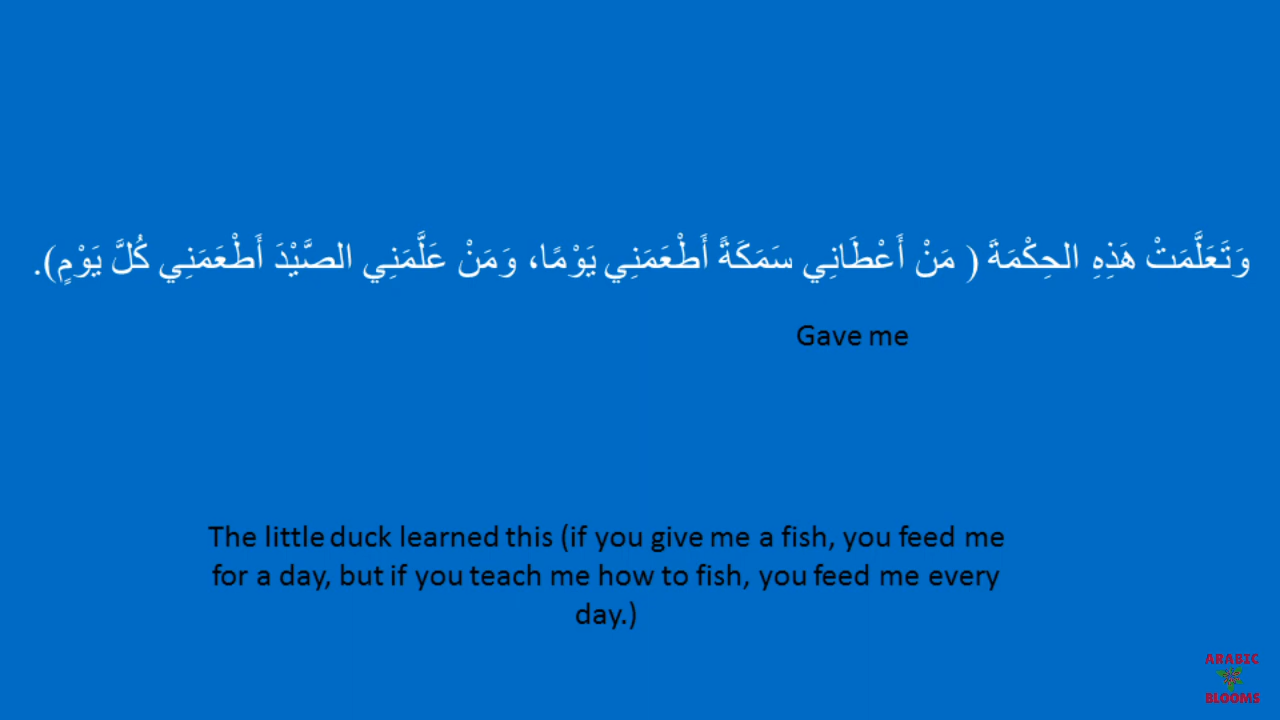 وَتَعَلَّمَتْ هَذِهِ الحِكْمَةَ ( مَنْ أَعْطَانِي سَمَكَةً أَطْعَمَنِي يَوْمًا، وَمَنْ عَلَّمَنِي الصَّيْدَ أَطْعَمَنِي كُلَّ يَوْمٍ).
Gave me
The little duck learned this (if you give me a fish, you feed me
for a day, but if you teach me how to fish, you feed me every
day.)
ARABIC
BLOOMS